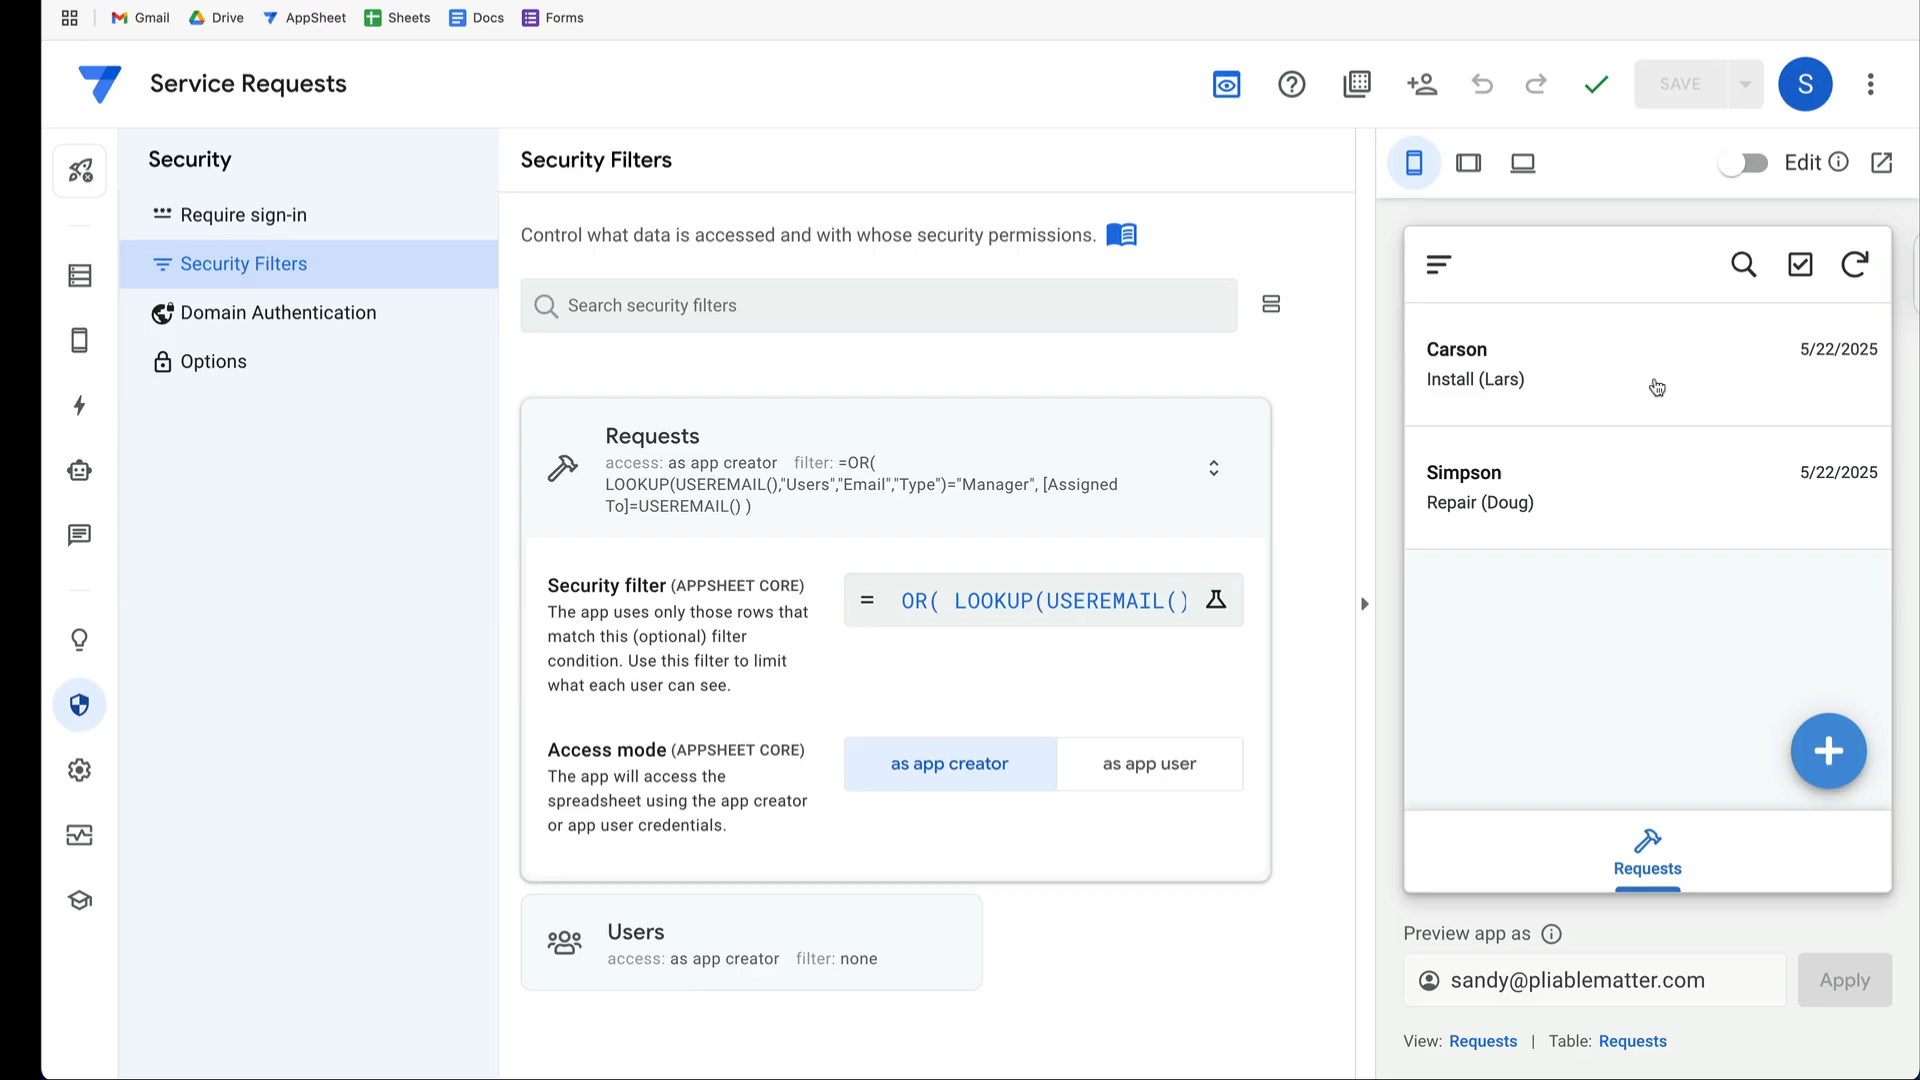 Gmail
Drive
AppSheet
Sheets
Docs
Forms
Service Requests
SAVE
S
Security
Require sign-in
Security Filters
Domain Authentication
Options
Security Filters
Control what data is accessed and with whose security permissions.
Search security filters
Requests
access: as app creator filter: =OR(
LOOKUP(USEREMAIL(),"Users","Email","Type")="Manager", [Assigned
To]=USEREMAIL() )
Security filter (APPSHEET CORE)
The app uses only those rows that
match this (optional) filter
condition. Use this filter to limit
what each user can see.
= OR( LOOKUP(USEREMAIL()
Access mode (APPSHEET CORE)
The app will access the
spreadsheet using the app creator
or app user credentials.
as app creator
as app user
Users
access: as app creator filter: none
Edit
Carson 5/22/2025
Install (Lars)
Simpson 5/22/2025
Repair (Doug)
Requests
Preview app as
sandy@pliablematter.com
Apply
View: Requests | Table: Requests